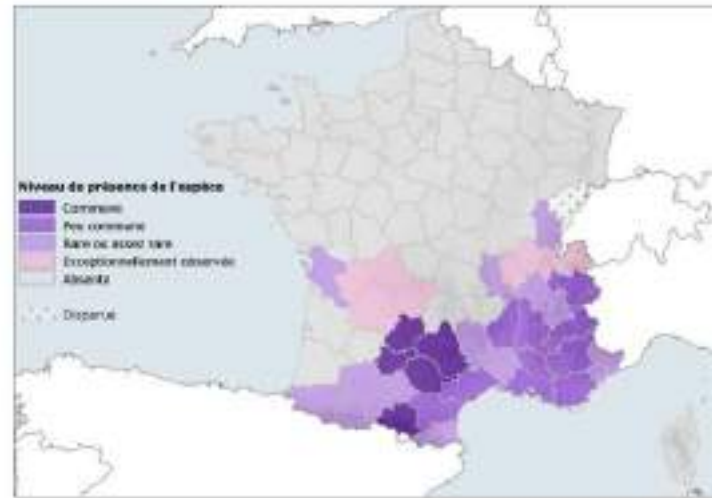 Niveau de présence de l'espèce
Commune
Peu commune
Rare ou assez rare
Exceptionnellement observée
Absente
Disparue